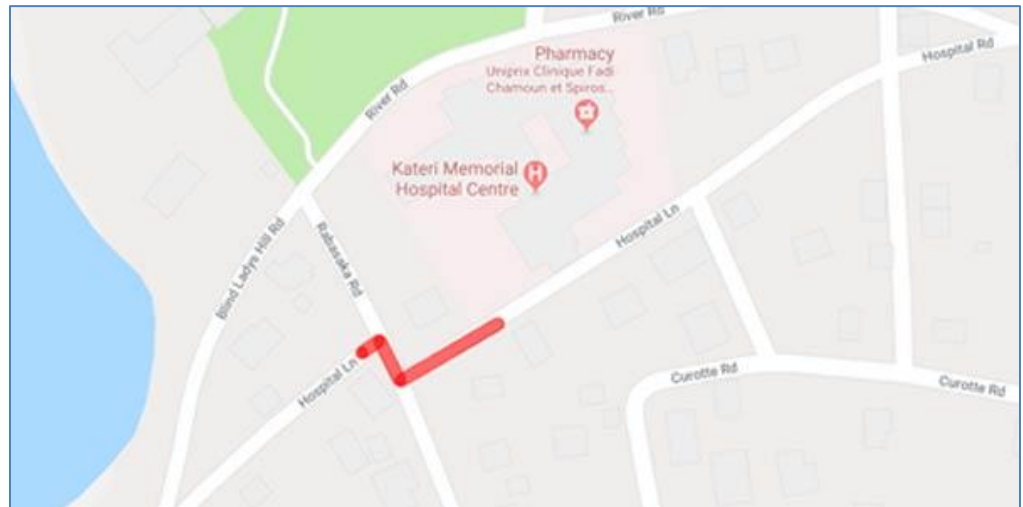 River Rd
Hospital Rd
Pharmacy
Uniprix Clinique Fadi
Chamoun et Spiros...
River Rd
Kateri Memorial
Hospital Centre
Hospital Ln
Blind Ladys Hill Rd
Rabasaka Rd
Hospital Ln
Curotte Rd
Curotte Rd